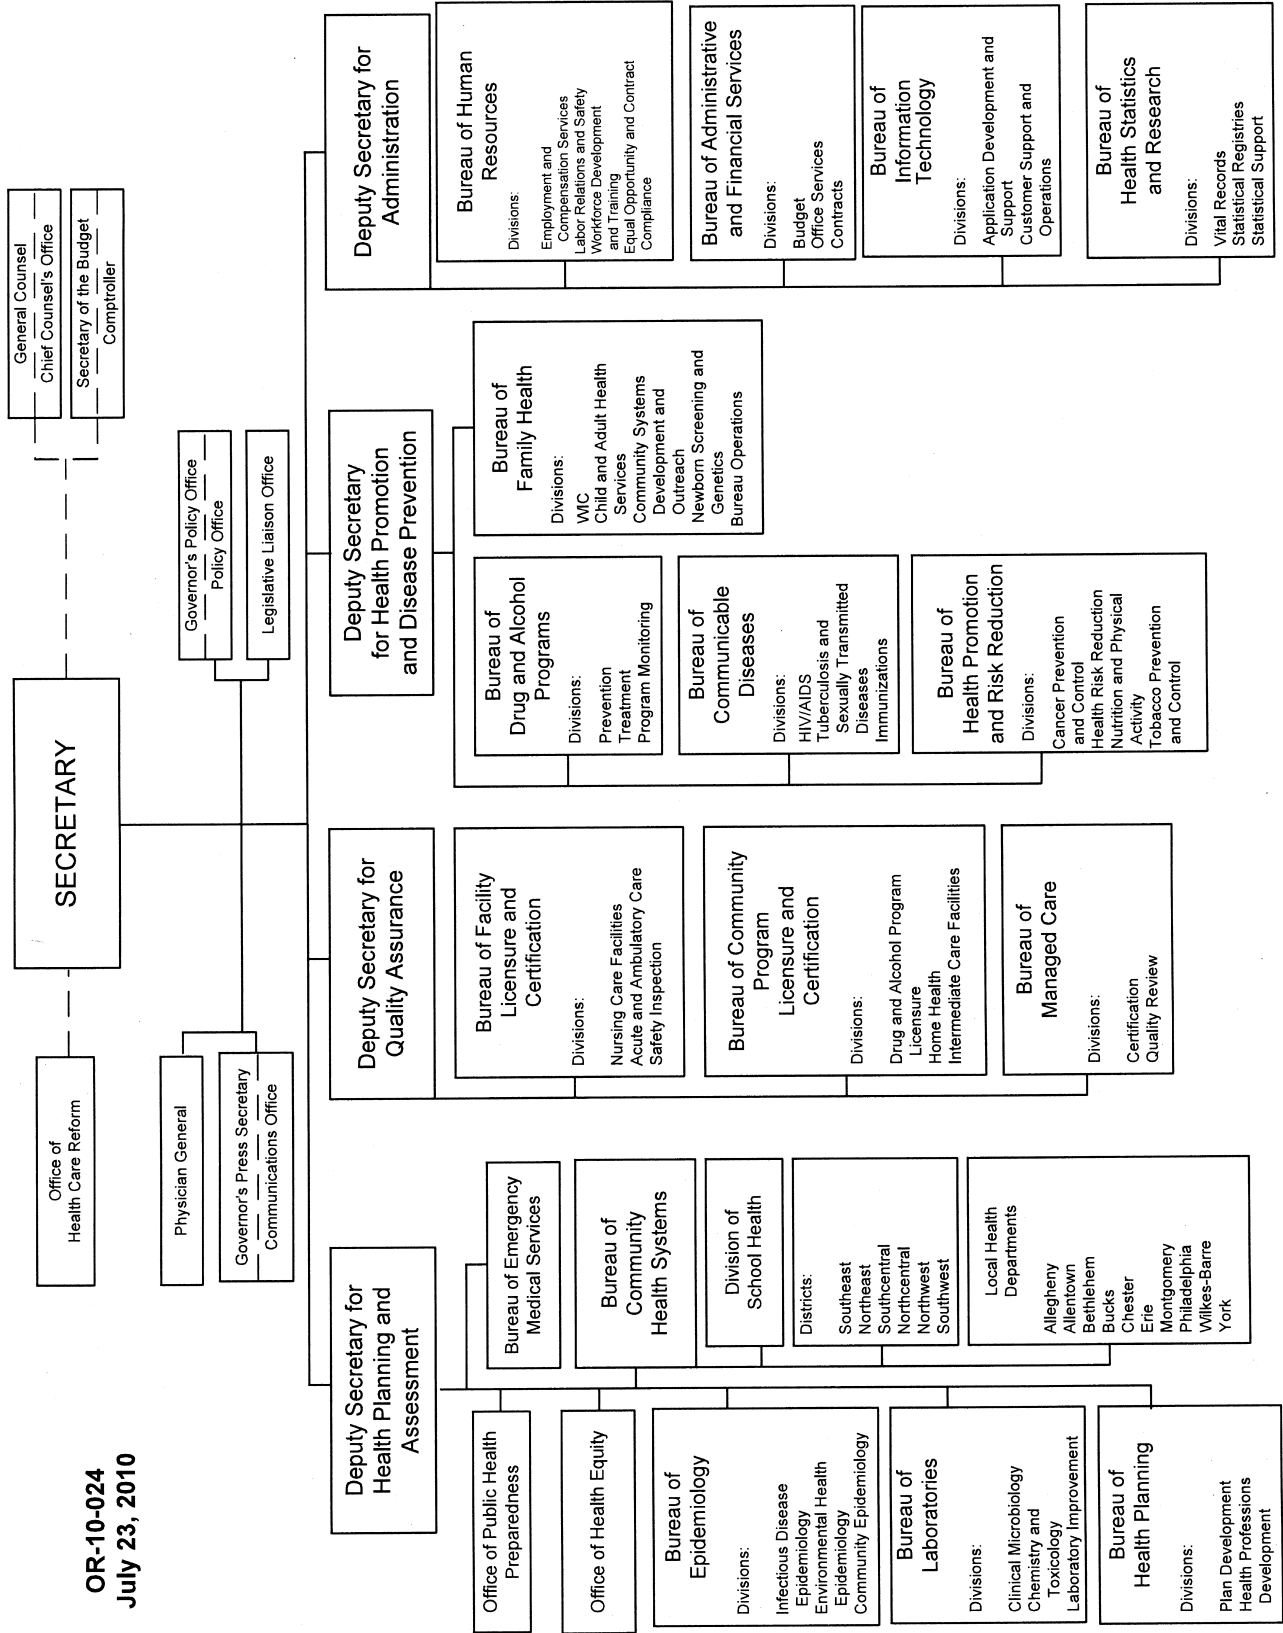 OR-10-024
July 23, 2010
SECRETARY
Office of
Health Care Reform
General Counsel
Chief Counsel's Office
Secretary of the Budget
Comptroller
Physician General
Governor's Press Secretary
Communications Office
Governor's Policy Office
Policy Office
Legislative Liaison Office
Deputy Secretary for
Health Planning and
Assessment
Office of Public Health
Preparedness
Office of Health Equity
Bureau of
Epidemiology
Divisions:
Infectious Disease
Epidemiology
Environmental Health
Epidemiology
Community Epidemiology
Bureau of
Laboratories
Divisions:
Clinical Microbiology
Chemistry and
Toxicology
Laboratory Improvement
Bureau of
Health Planning
Divisions:
Plan Development
Health Professions
Development
Bureau of Emergency
Medical Services
Bureau of
Community
Health Systems
Division of
School Health
Districts:
Southeast
Northeast
Southcentral
Northcentral
Northwest
Southwest
Local Health
Departments
Allegheny
Allentown
Bethlehem
Bucks
Chester
Erie
Montgomery
Philadelphia
Wilkes-Barre
York
Deputy Secretary for
Quality Assurance
Bureau of Facility
Licensure and
Certification
Divisions:
Nursing Care Facilities
Acute and Ambulatory Care
Safety Inspection
Bureau of Community
Program
Licensure and
Certification
Divisions:
Drug and Alcohol Program
Licensure
Home Health
Intermediate Care Facilities
Bureau of
Managed Care
Divisions:
Certification
Quality Review
Deputy Secretary
for Health Promotion
and Disease Prevention
Bureau of
Drug and Alcohol
Programs
Divisions:
Prevention
Treatment
Program Monitoring
Bureau of
Communicable
Diseases
Divisions:
HIV/AIDS
Tuberculosis and
Sexually Transmitted
Diseases
Immunizations
Bureau of
Health Promotion
and Risk Reduction
Divisions:
Cancer Prevention
and Control
Health Risk Reduction
Nutrition and Physical
Activity
Tobacco Prevention
and Control
Bureau of
Family Health
Divisions:
WIC
Child and Adult Health
Services
Community Systems
Development and
Outreach
Newborn Screening and
Genetics
Bureau Operations
Deputy Secretary for
Administration
Bureau of Human
Resources
Divisions:
Employment and
Compensation Services
Labor Relations and Safety
Workforce Development
and Training
Equal Opportunity and Contract
Compliance
Bureau of Administrative
and Financial Services
Divisions:
Budget
Office Services
Contracts
Bureau of
Information
Technology
Divisions:
Application Development and
Support
Customer Support and
Operations
Bureau of
Health Statistics
and Research
Divisions:
Vital Records
Statistical Registries
Statistical Support